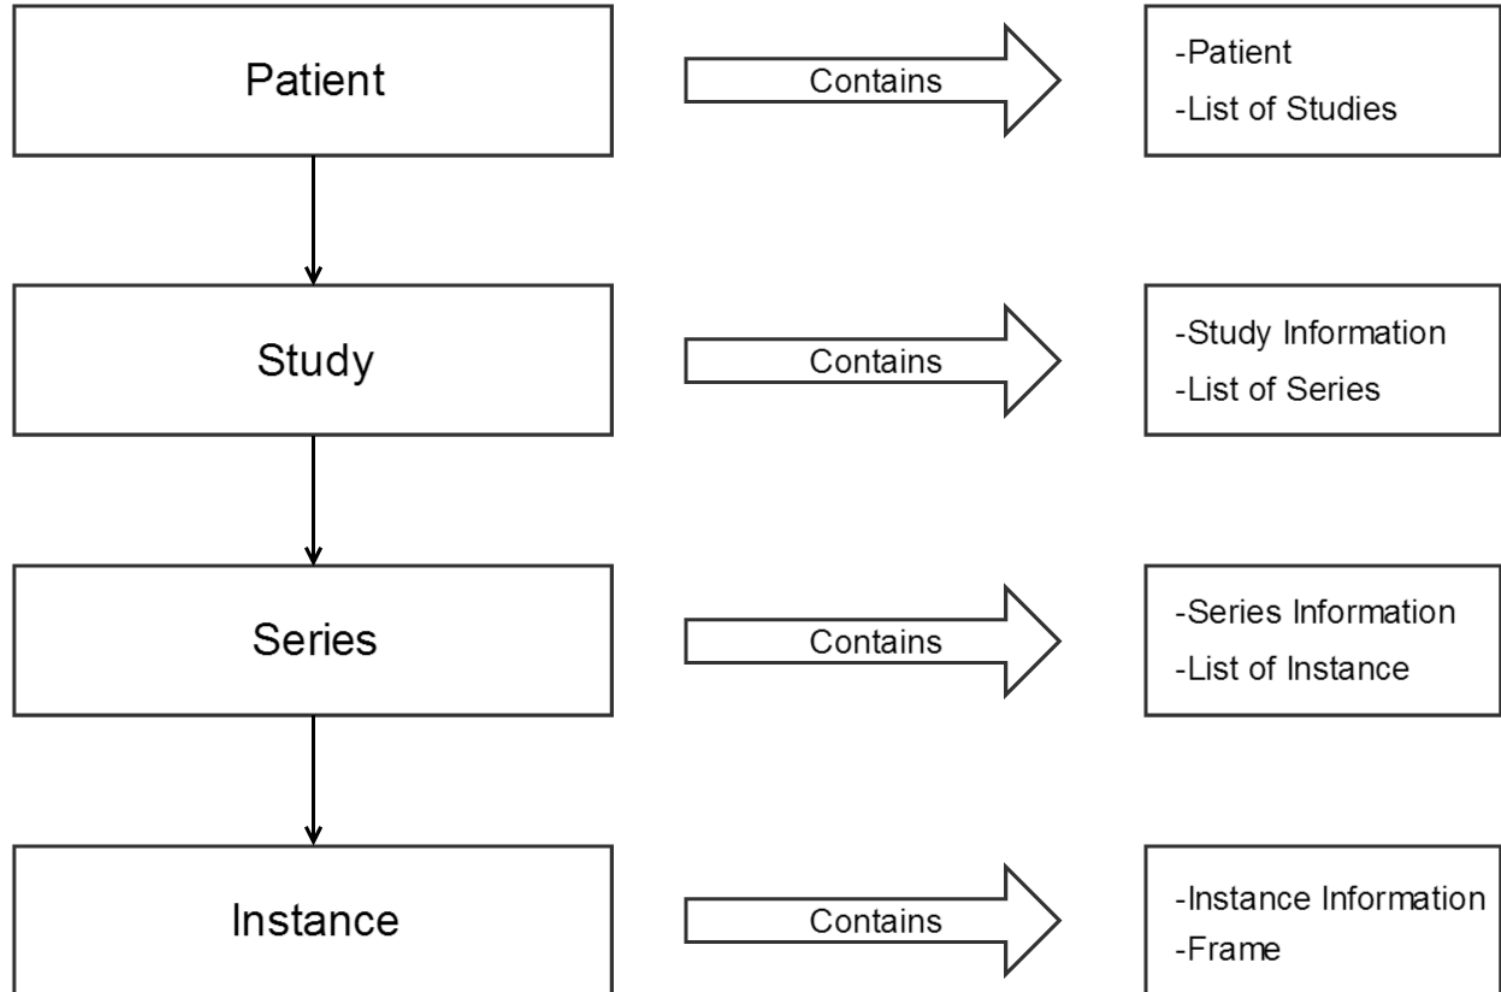 Patient
Contains
-Patient
-List of Studies
Study
Contains
-Study Information
-List of Series
Series
Contains
-Series Information
-List of Instance
Instance
Contains
-Instance Information
-Frame